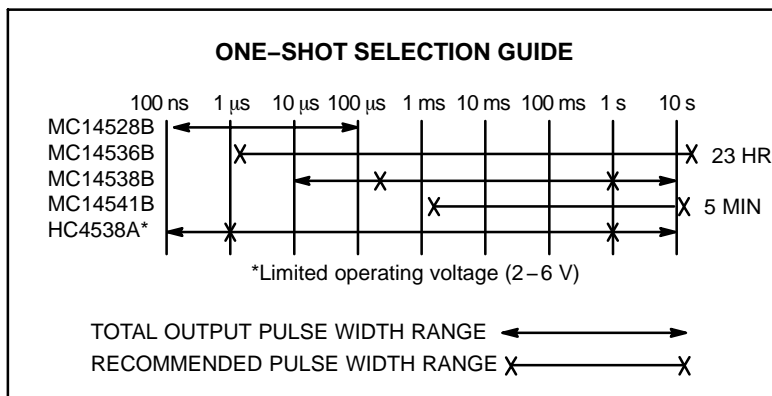 ONE–SHOT SELECTION GUIDE
100 ns 1 μs 10 μs 100 μs 1 ms 10 ms 100 ms 1 s 10 s
MC14528B
MC14536B 23 HR
MC14538B
MC14541B 5 MIN
HC4538A*
*Limited operating voltage (2–6 V)
TOTAL OUTPUT PULSE WIDTH RANGE
RECOMMENDED PULSE WIDTH RANGE